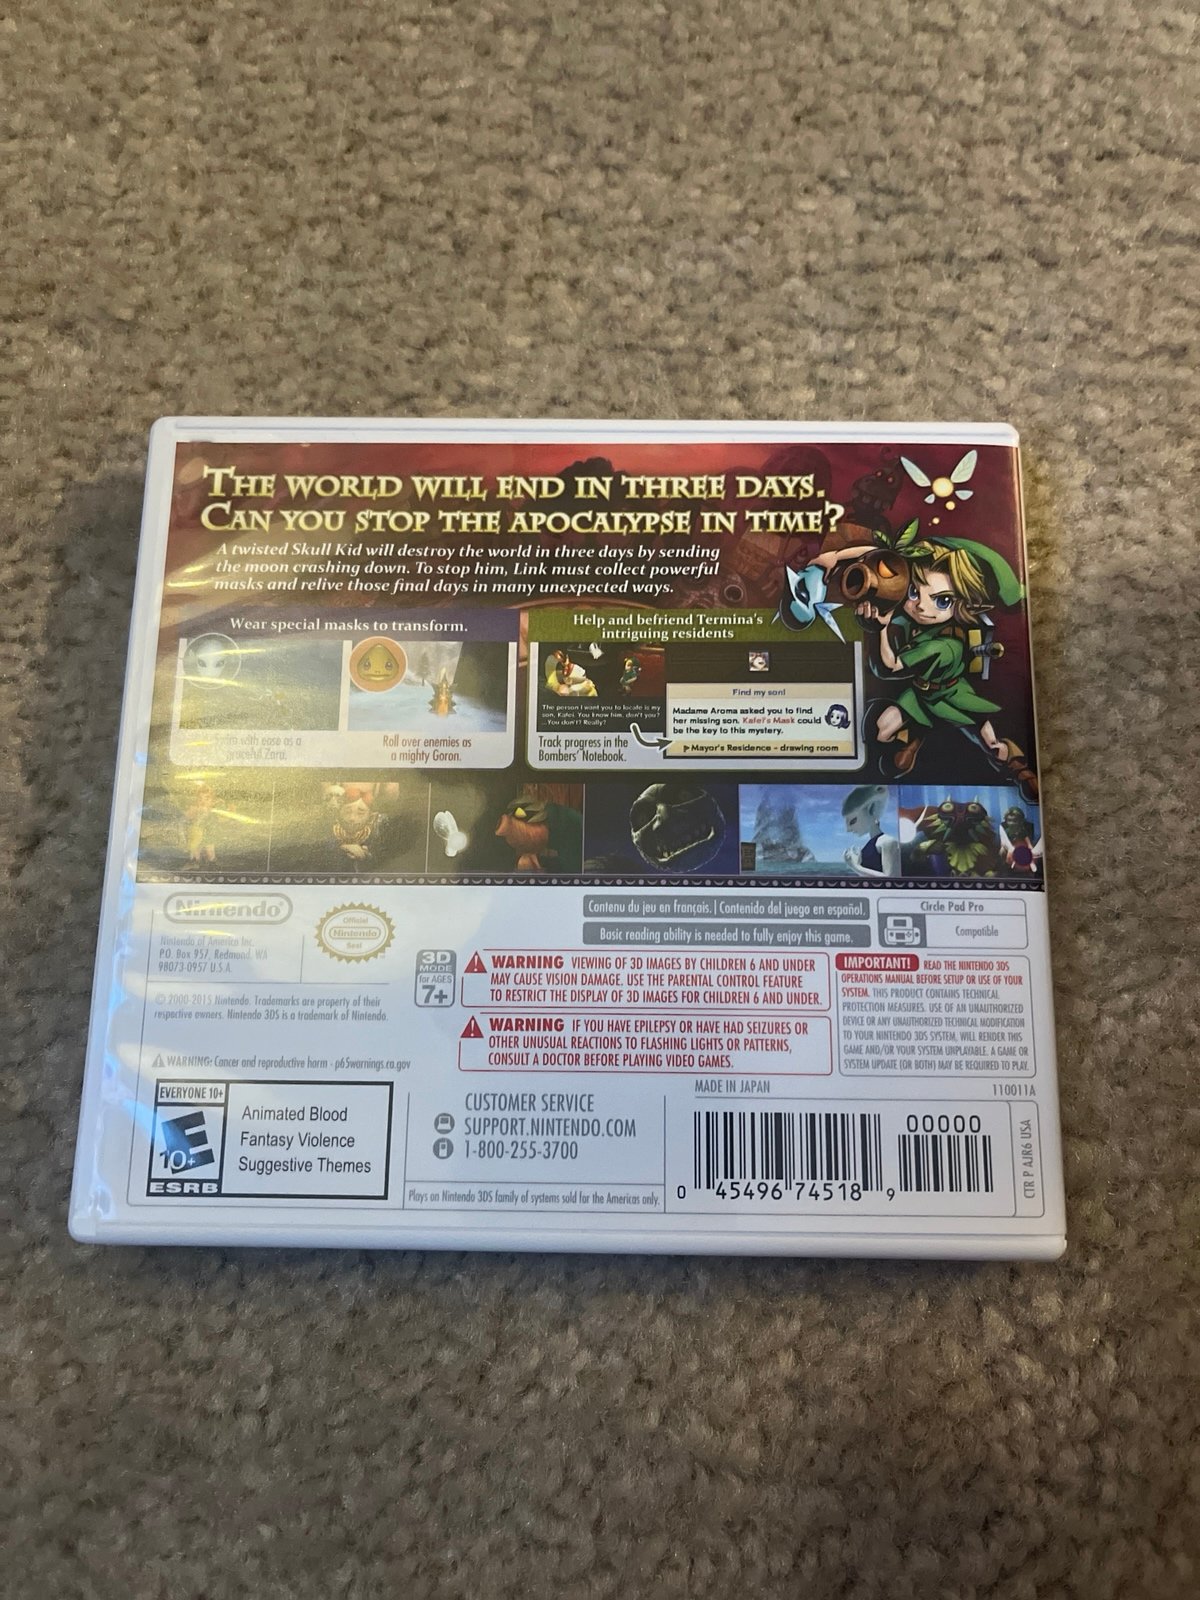 THE WORLD WILL END IN THREE DAYS.
CAN YOU STOP THE APOCALYPSE IN TIME?
A twisted Skull Kid will destroy the world in three days by sending
the moon crashing down. To stop him, Link must collect powerful
masks and relive those final days in many unexpected ways.
Wear special masks to transform.
with ease as a
graceful Zora.
Roll over enemies as
a mighty Goron.
Help and befriend Termina's
intriguing residents
The person I want you to locate is my
son, Kafei. You know him, don't you?
...You don't? Really?
Find my son!
Madame Aroma asked you to find
her missing son. Kafei's Mask could
be the key to this mystery.
Mayor's Residence - drawing room
Track progress in the
Bombers' Notebook.
Nintendo
Nintendo of America Inc.
P.O. Box 957, Redmond, WA
98073-0957 U.S.A.
Official
Nintendo
Seal
Contenu du jeu en français. | Contenido del juego en español.
Basic reading ability is needed to fully enjoy this game.
Circle Pad Pro
Compatible
© 2000-2015 Nintendo. Trademarks are property of their
respective owners. Nintendo 3DS is a trademark of Nintendo.
3D
MODE
for AGES
7+
WARNING VIEWING OF 3D IMAGES BY CHILDREN 6 AND UNDER
MAY CAUSE VISION DAMAGE. USE THE PARENTAL CONTROL FEATURE
TO RESTRICT THE DISPLAY OF 3D IMAGES FOR CHILDREN 6 AND UNDER.
WARNING IF YOU HAVE EPILEPSY OR HAVE HAD SEIZURES OR
OTHER UNUSUAL REACTIONS TO FLASHING LIGHTS OR PATTERNS,
CONSULT A DOCTOR BEFORE PLAYING VIDEO GAMES.
IMPORTANT! READ THE NINTENDO 3DS
OPERATIONS MANUAL BEFORE SETUP OR USE OF YOUR
SYSTEM. THIS PRODUCT CONTAINS TECHNICAL
PROTECTION MEASURES. USE OF AN UNAUTHORIZED
DEVICE OR ANY UNAUTHORIZED TECHNICAL MODIFICATION
TO YOUR NINTENDO 3DS SYSTEM, WILL RENDER THIS
GAME AND/OR YOUR SYSTEM UNPLAYABLE. A GAME OR
SYSTEM UPDATE (OR BOTH) MAY BE REQUIRED TO PLAY.
WARNING: Cancer and reproductive harm - p65warnings.ca.gov
EVERYONE 10+
E
10+
ESRB
Animated Blood
Fantasy Violence
Suggestive Themes
CUSTOMER SERVICE
SUPPORT.NINTENDO.COM
1-800-255-3700
Plays on Nintendo 3DS family of systems sold for the Americas only.
MADE IN JAPAN
110011A
00000
0 45496 74518 9
CTR P AJR6 USA